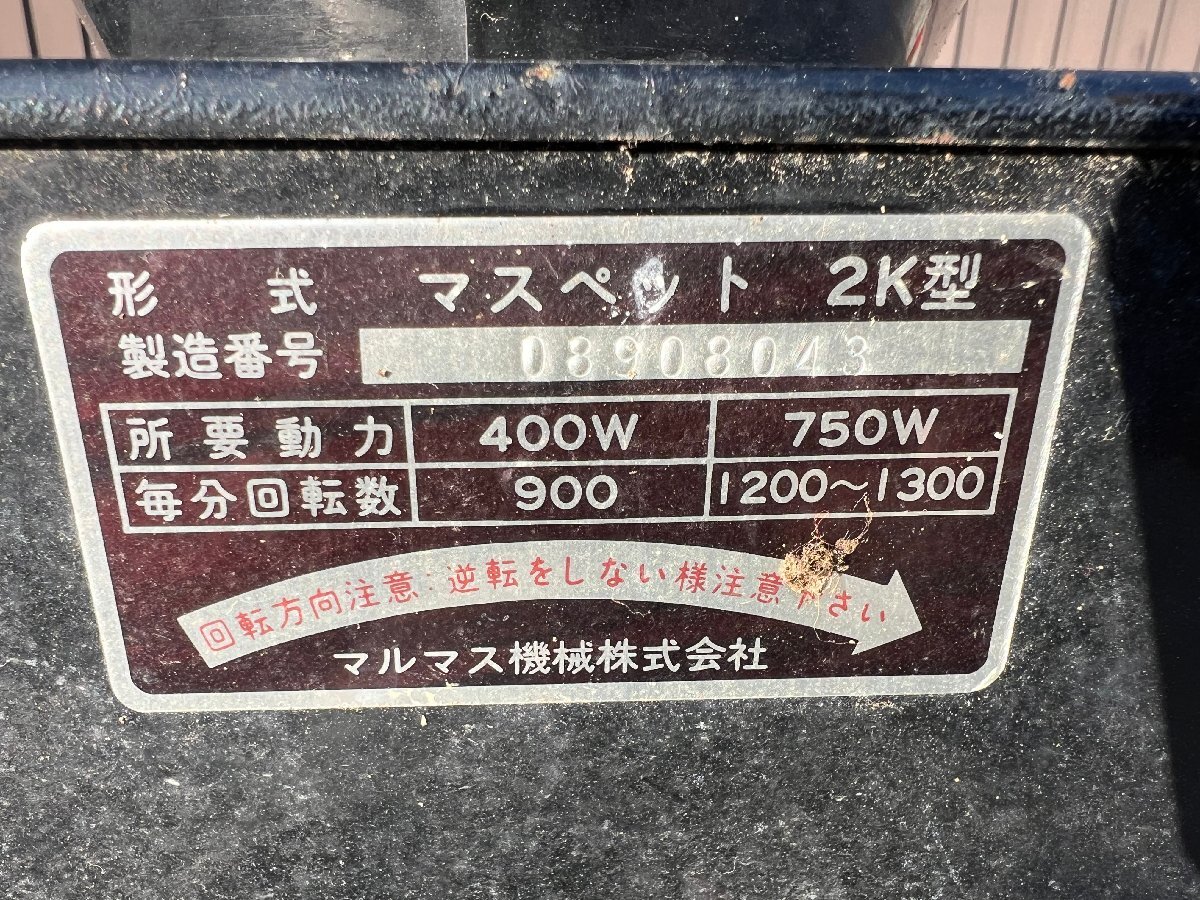 形式 マスペット 2K型
製造番号 08908043
所要動力 400W 750W
毎分回転数 900 1200～1300
回転方向注意:逆転をしない様注意下さい
マルマス機械株式会社